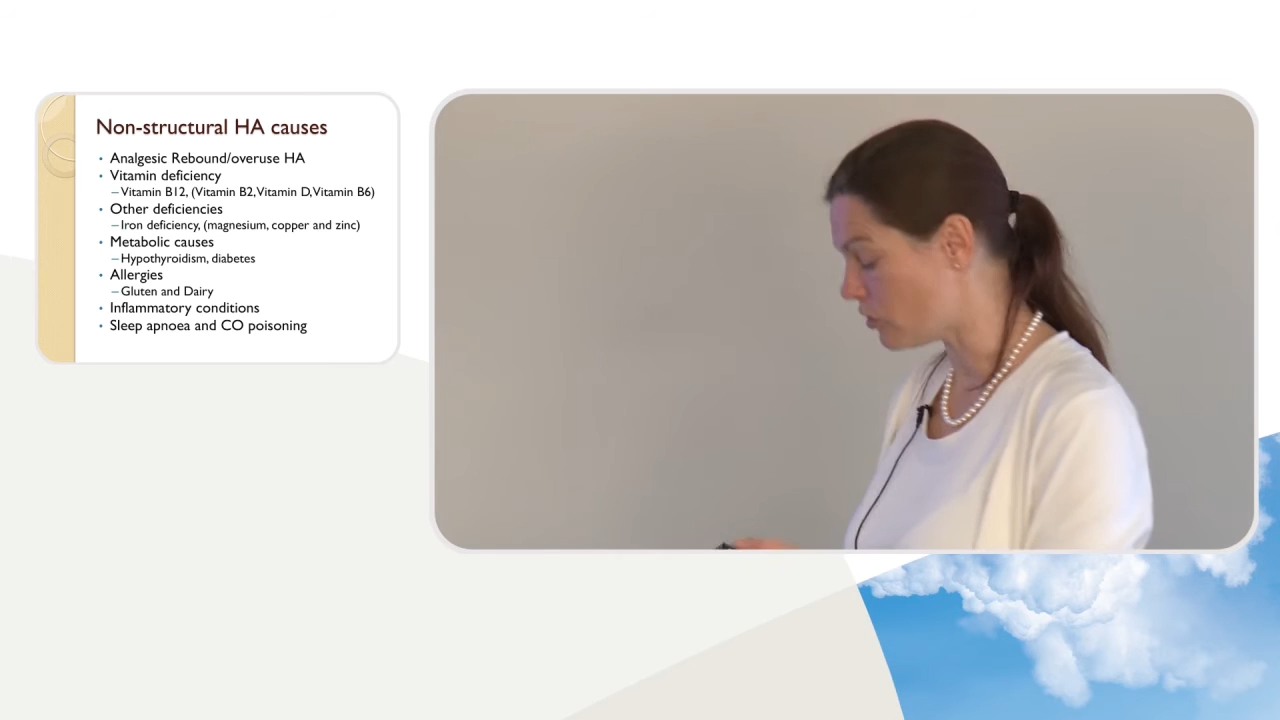 Non-structural HA causes
• Analgesic Rebound/overuse HA
• Vitamin deficiency
–Vitamin B12, (Vitamin B2,Vitamin D,Vitamin B6)
• Other deficiencies
–Iron deficiency, (magnesium, copper and zinc)
• Metabolic causes
–Hypothyroidism, diabetes
• Allergies
–Gluten and Dairy
• Inflammatory conditions
• Sleep apnoea and CO poisoning